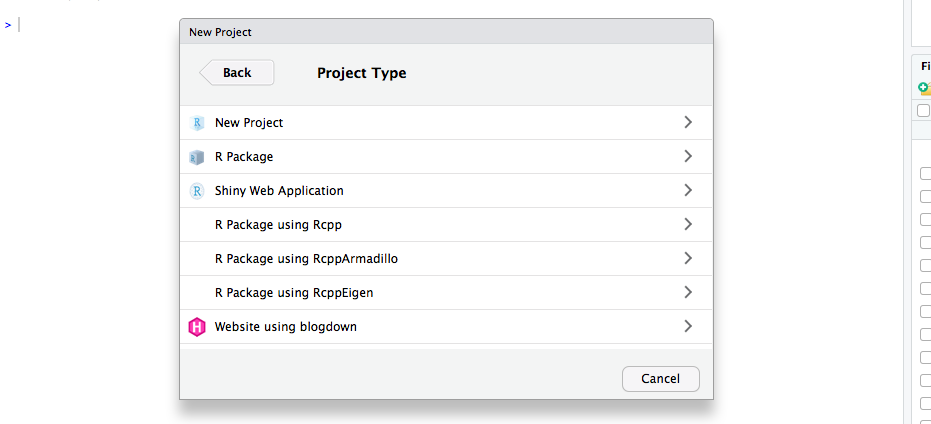 >
New Project
Back
Project Type
New Project
R Package
Shiny Web Application
R Package using Rcpp
R Package using RcppArmadillo
R Package using RcppEigen
Website using blogdown
Cancel
Fi